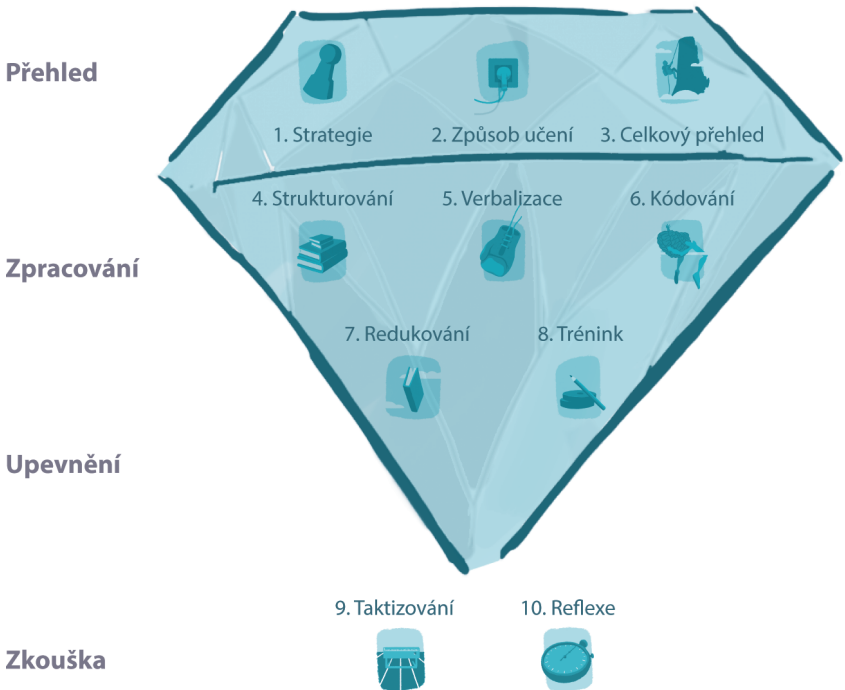 Přehled
1. Strategie
2. Způsob učení
3. Celkový přehled
4. Strukturování
5. Verbalizace
6. Kódování
Zpracování
7. Redukování
8. Trénink
Upevnění
9. Taktizování
10. Reflexe
Zkouška